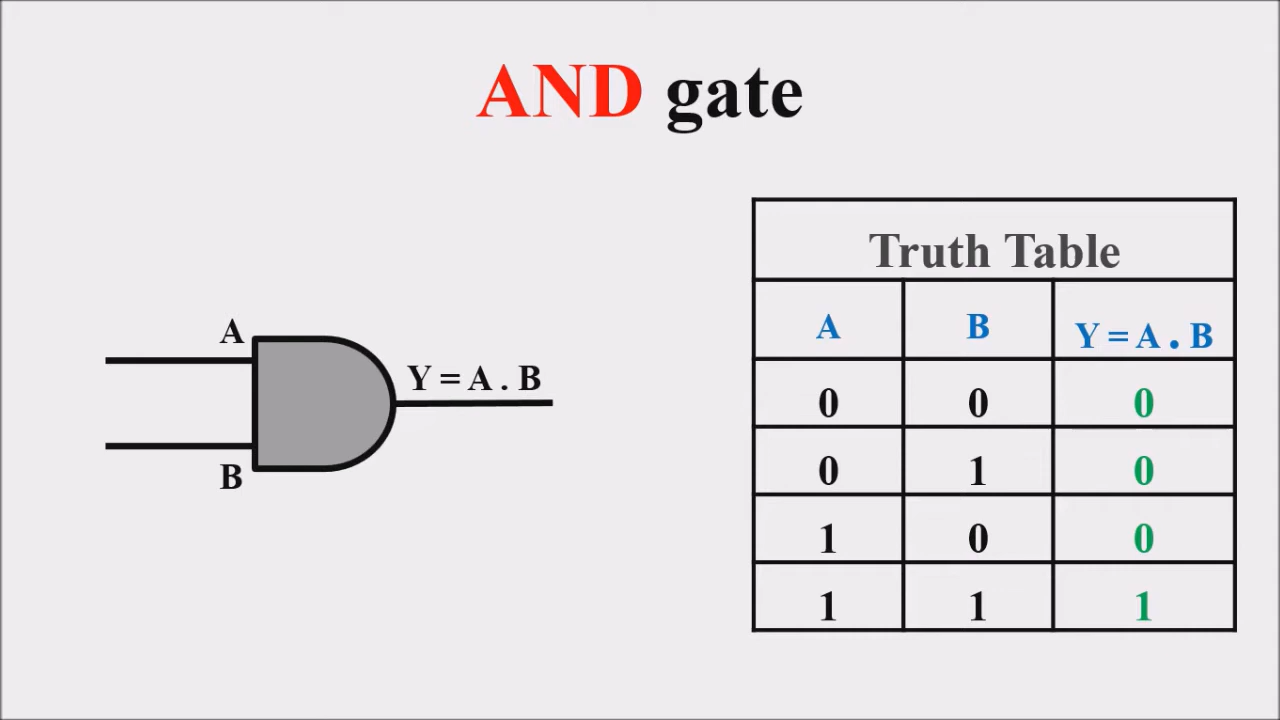 AND gate
A
Y = A . B
B
Truth Table
A B Y = A . B
0 0 0
0 1 0
1 0 0
1 1 1